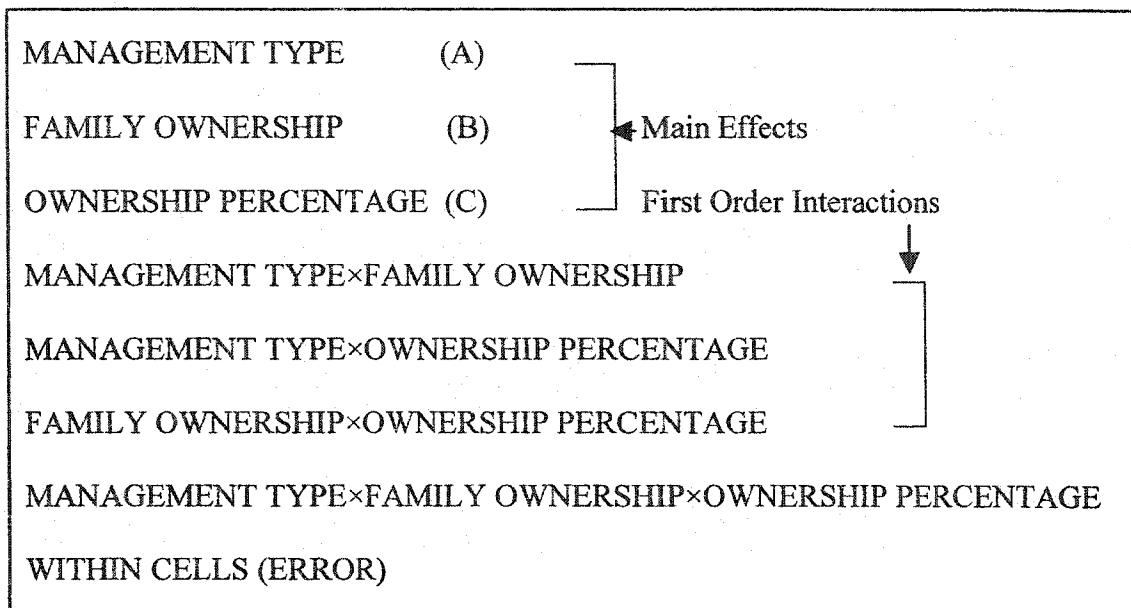 MANAGEMENT TYPE (A)
FAMILY OWNERSHIP (B) Main Effects
OWNERSHIP PERCENTAGE (C) First Order Interactions
MANAGEMENT TYPE×FAMILY OWNERSHIP
MANAGEMENT TYPE×OWNERSHIP PERCENTAGE
FAMILY OWNERSHIP×OWNERSHIP PERCENTAGE
MANAGEMENT TYPE×FAMILY OWNERSHIP×OWNERSHIP PERCENTAGE
WITHIN CELLS (ERROR)